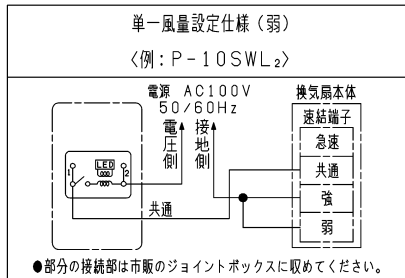 単一風量設定仕様（弱）
〈例：P-10SWL₂〉
電源 AC100V
50/60Hz
電圧側
接地側
換気扇本体
速結端子
急速
共通
強
弱
LED
1
2
共通
●部分の接続部は市販のジョイントボックスに収めてください。